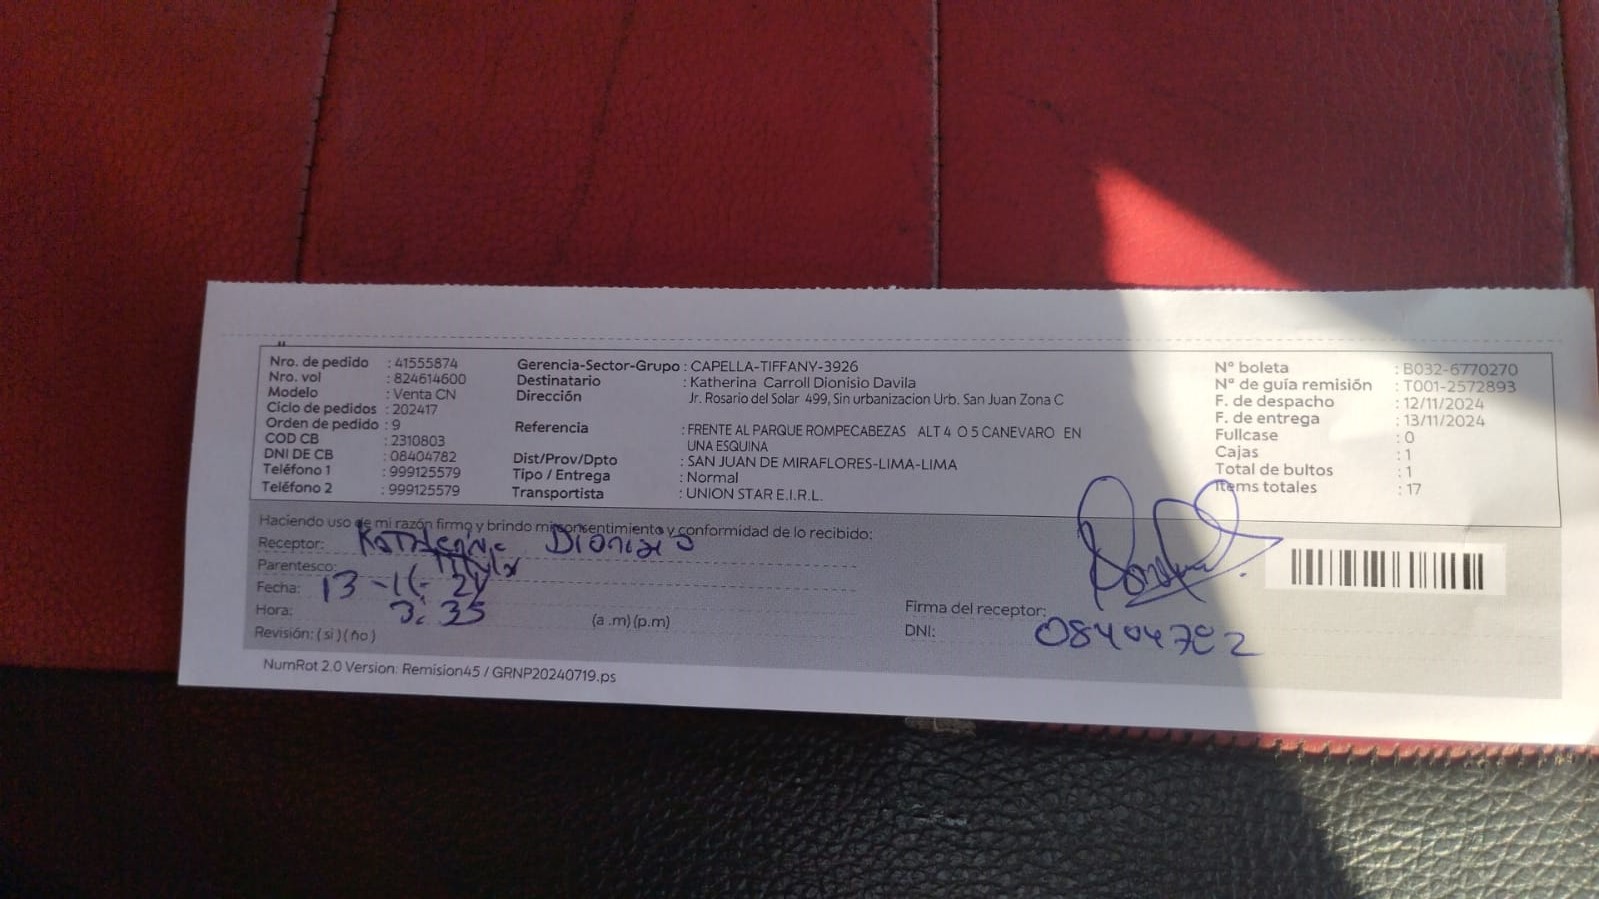 Nro. de pedido : 41555874
Nro. vol : 824614600
Modelo : Venta CN
Ciclo de pedidos : 202417
Orden de pedido : 9
COD CB : 2310803
DNI DE CB : 08404782
Teléfono 1 : 999125579
Teléfono 2 : 999125579
Gerencia-Sector-Grupo : CAPELLA-TIFFANY-3926
Destinatario : Katherina Carroll Dionisio Davila
Dirección Jr. Rosario del Solar 499, Sin urbanizacion Urb. San Juan Zona C
Referencia : FRENTE AL PARQUE ROMPECABEZAS ALT 4 O 5 CANEVARO EN
UNA ESQUINA
Dist/Prov/Dpto : SAN JUAN DE MIRAFLORES-LIMA-LIMA
Tipo / Entrega : Normal
Transportista : UNION STAR E.I.R.L.
N° boleta : B032-6770270
N° de guía remisión : T001-2572893
F. de despacho : 12/11/2024
F. de entrega : 13/11/2024
Fullcase : 0
Cajas : 1
Total de bultos : 1
Items totales : 17
Haciendo uso de mi razón firmo y brindo mi consentimiento y conformidad de lo recibido:
Receptor: Dionisio
Parentesco:
Fecha: 13-11-24
Hora: 3:35 (a .m) (p.m)
Revisión: ( si ) ( no )
Firma del receptor:
DNI: 08404782
NumRot 2.0 Version: Remision45 / GRNP20240719.ps